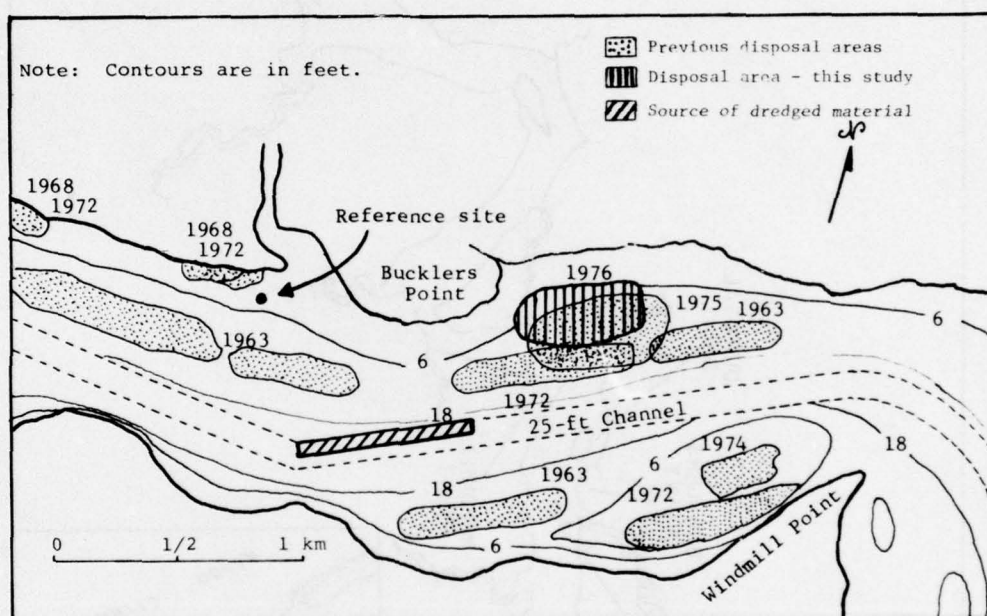 Note: Contours are in feet.
Previous disposal areas
Disposal area - this study
Source of dredged material
N
1968
1972
1968
1972
Reference site
Bucklers
Point
1976
1975
1963
6
1963
6
1972
18
25-ft Channel
1974
18
1963
6
18
1972
6
0 1/2 1 km
Windmill Point